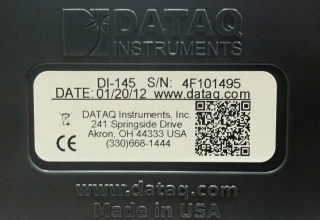 DATAQ
INSTRUMENTS
DI-145 S/N: 4F101495
DATE: 01/20/12 www.dataq.com
DATAQ Instruments, Inc.
241 Springside Drive
Akron, OH 44333 USA
(330)668-1444
CE
www.dataq.com
Made in USA